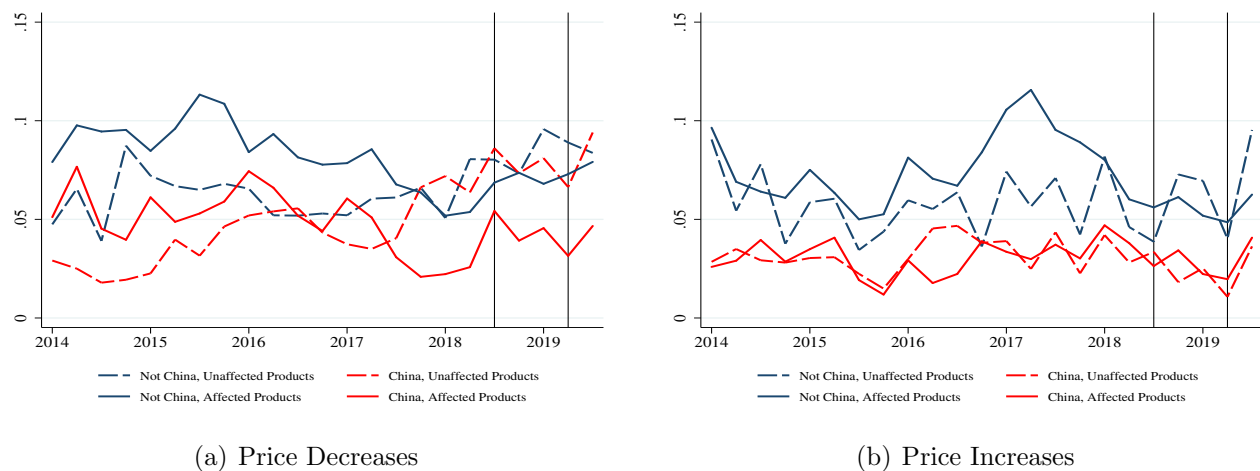 .15
.1
.05
0
2014 2015 2016 2017 2018 2019
Not China, Unaffected Products China, Unaffected Products
Not China, Affected Products China, Affected Products
(a) Price Decreases
.15
.1
.05
0
2014 2015 2016 2017 2018 2019
Not China, Unaffected Products China, Unaffected Products
Not China, Affected Products China, Affected Products
(b) Price Increases